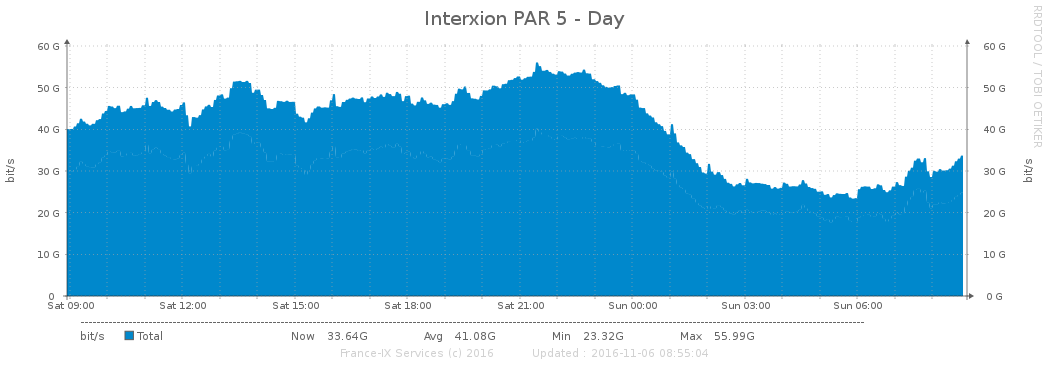 Interxion PAR 5 - Day
RRDTOOL / TOBI OETIKER
60 G 60 G
50 G 50 G
40 G 40 G
30 G 30 G
20 G 20 G
10 G 10 G
0 0 G
bit/s bit/s
Sat 09:00 Sat 12:00 Sat 15:00 Sat 18:00 Sat 21:00 Sun 00:00 Sun 03:00 Sun 06:00
bit/s Total Now 33.64G Avg 41.08G Min 23.32G Max 55.99G
France-IX Services (c) 2016 Updated : 2016-11-06 08:55:04